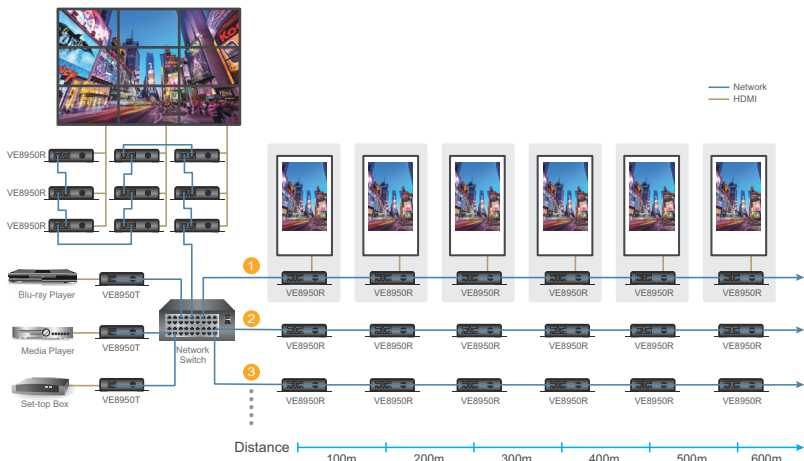 Network
HDMI
VE8950R
VE8950R
VE8950R
1
Blu-ray Player
VE8950T
VE8950R
VE8950R
VE8950R
VE8950R
VE8950R
VE8950R
2
Media Player
VE8950T
Network
Switch
VE8950R
VE8950R
VE8950R
VE8950R
VE8950R
VE8950R
3
Set-top Box
VE8950T
VE8950R
VE8950R
VE8950R
VE8950R
VE8950R
VE8950R
Distance
100m
200m
300m
400m
500m
600m